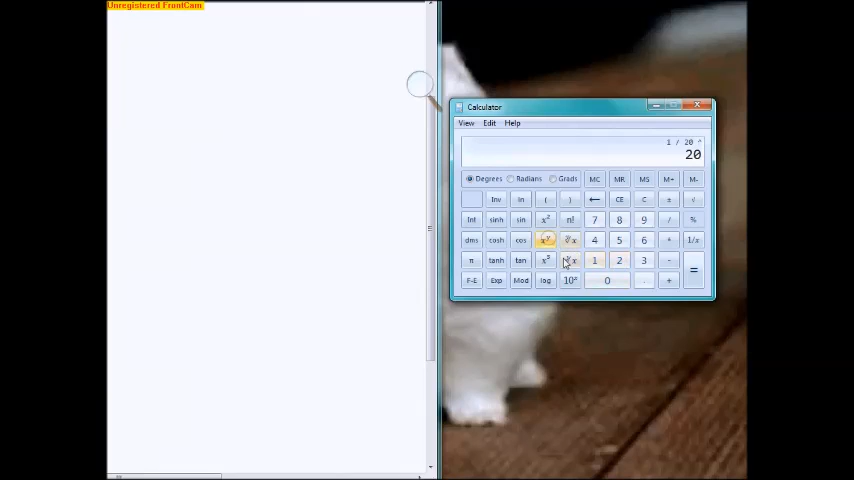 Unregistered FrontCam
Calculator
View Edit Help
1 / 20 ^
20
Degrees Radians Grads MC MR MS M+ M-
Inv ln ( ) ← CE C ± √
Int sinh sin x² n! 7 8 9 / %
dms cosh cos xʸ ʸ√x 4 5 6 * 1/x
π tanh tan x³ ³√x 1 2 3 - =
F-E Exp Mod log 10ˣ 0 . +